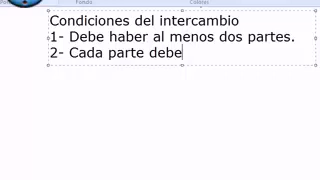 Condiciones del intercambio
1- Debe haber al menos dos partes.
2- Cada parte debe